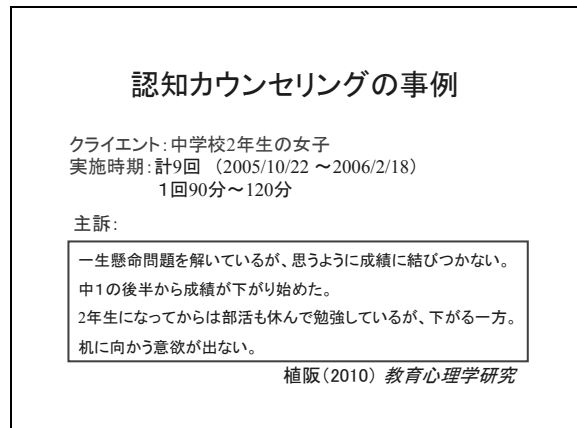 認知カウンセリングの事例
クライエント:中学校2年生の女子
実施時期:計9回 (2005/10/22 ~2006/2/18)
1回90分~120分
主訴:
一生懸命問題を解いているが、思うように成績に結びつかない。
中1の後半から成績が下がり始めた。
2年生になってからは部活も休んで勉強しているが、下がる一方。
机に向かう意欲が出ない。
植阪(2010) 教育心理学研究